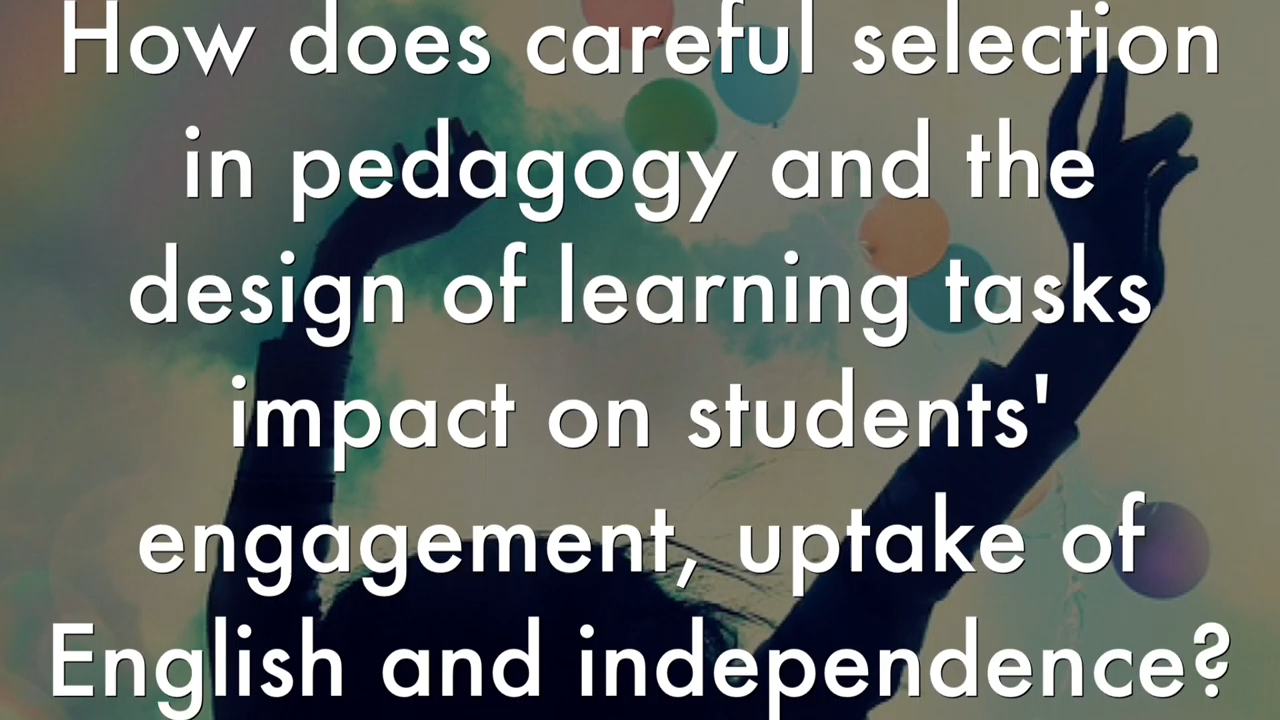 How does careful selection
in pedagogy and the
design of learning tasks
impact on students'
engagement, uptake of
English and independence?